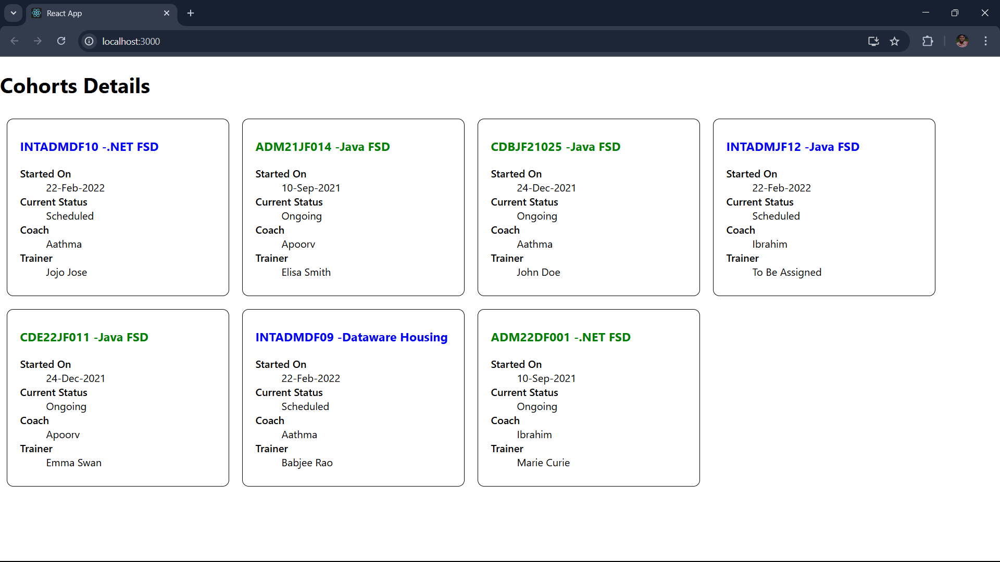 React App
localhost:3000
Cohorts Details
INTADMDF10 -.NET FSD
Started On
22-Feb-2022
Current Status
Scheduled
Coach
Aathma
Trainer
Jojo Jose
ADM21JF014 -Java FSD
Started On
10-Sep-2021
Current Status
Ongoing
Coach
Apoorv
Trainer
Elisa Smith
CDBJF21025 -Java FSD
Started On
24-Dec-2021
Current Status
Ongoing
Coach
Aathma
Trainer
John Doe
INTADMJF12 -Java FSD
Started On
22-Feb-2022
Current Status
Scheduled
Coach
Ibrahim
Trainer
To Be Assigned
CDE22JF011 -Java FSD
Started On
24-Dec-2021
Current Status
Ongoing
Coach
Apoorv
Trainer
Emma Swan
INTADMDF09 -Dataware Housing
Started On
22-Feb-2022
Current Status
Scheduled
Coach
Aathma
Trainer
Babjee Rao
ADM22DF001 -.NET FSD
Started On
10-Sep-2021
Current Status
Ongoing
Coach
Ibrahim
Trainer
Marie Curie